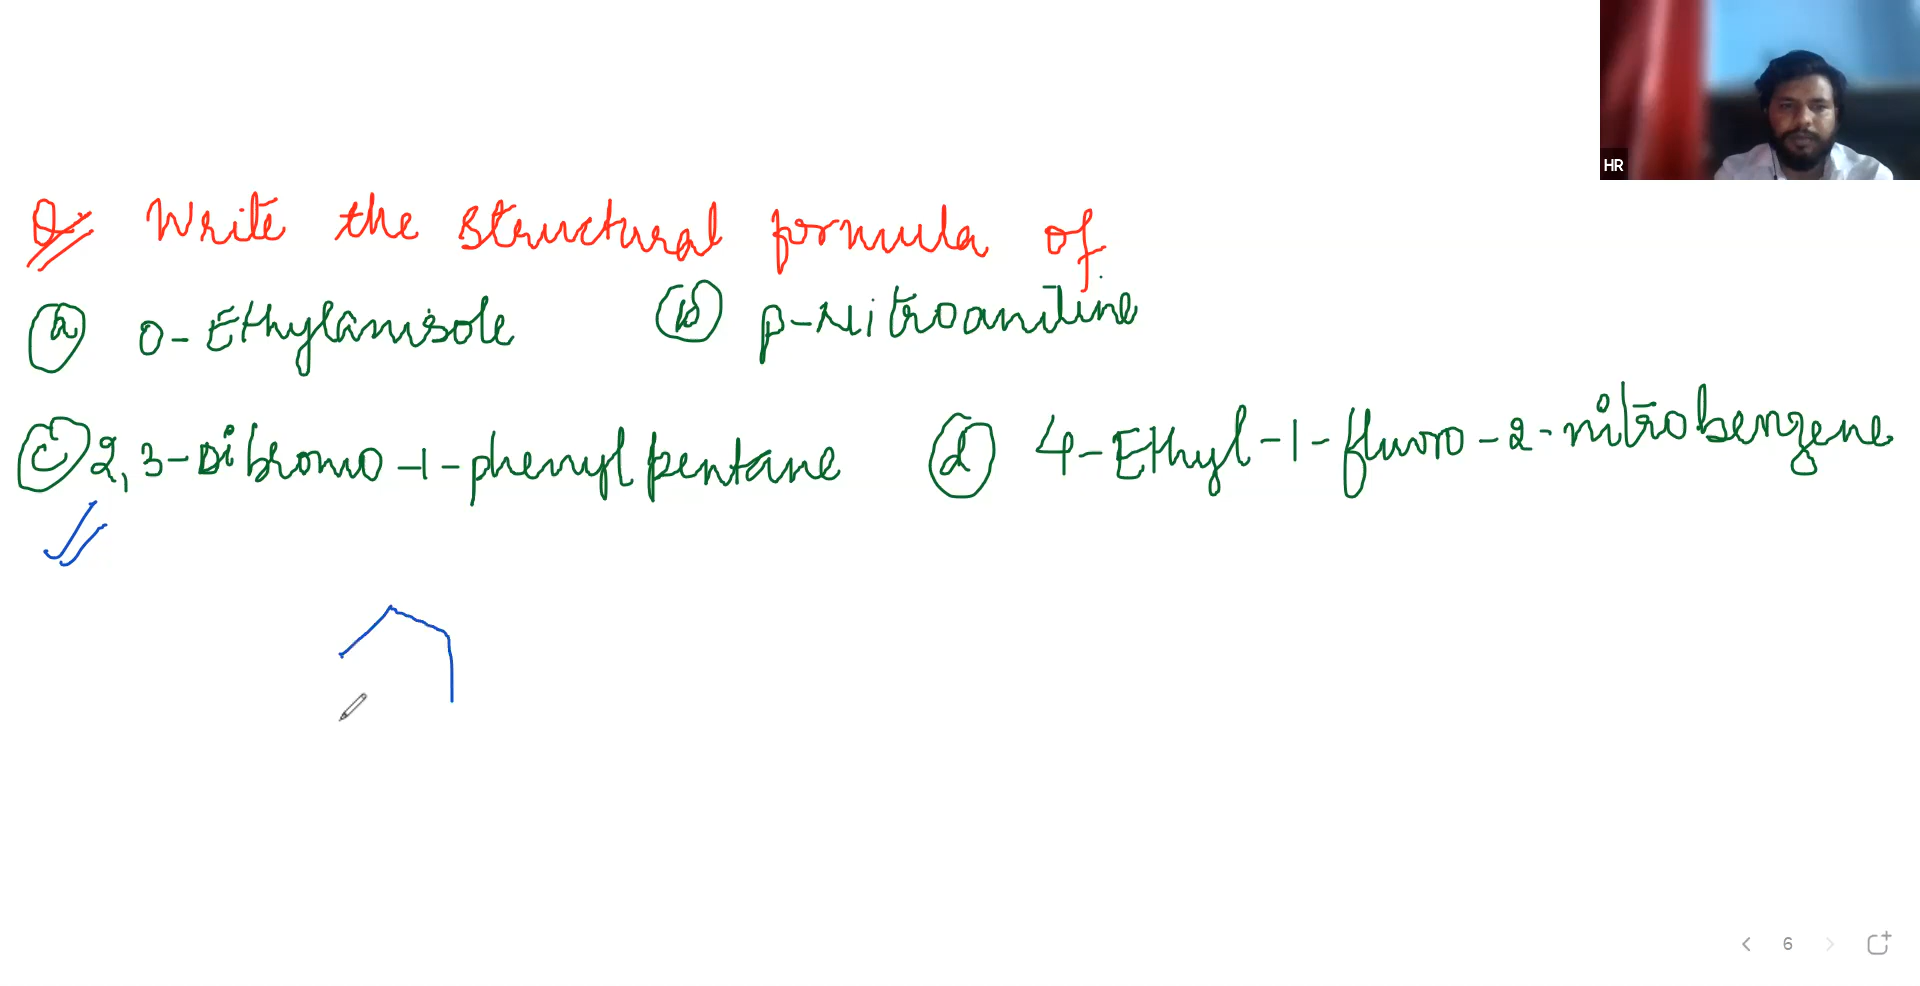 HR
Q Write the structural formula of
(a) o-Ethylanisole (b) p-Nitroaniline
(c) 2,3-Dibromo-1-phenylpentane (d) 4-Ethyl-1-fluoro-2-nitrobenzene
6